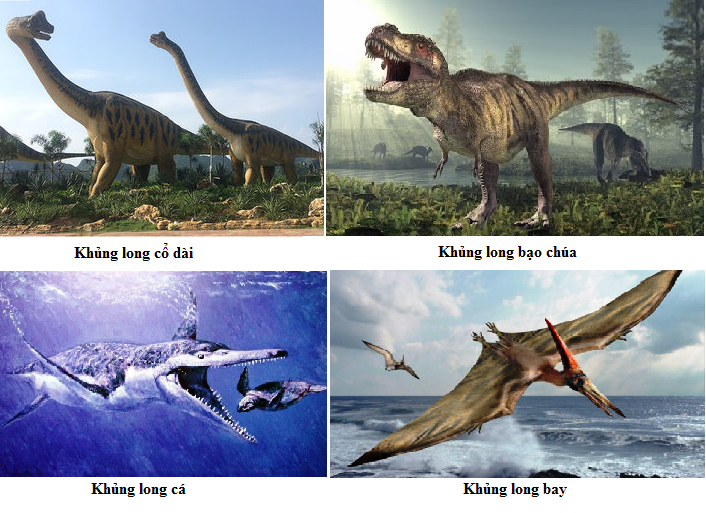 Khủng long cổ dài
Khủng long bạo chúa
Khủng long cá
Khủng long bay